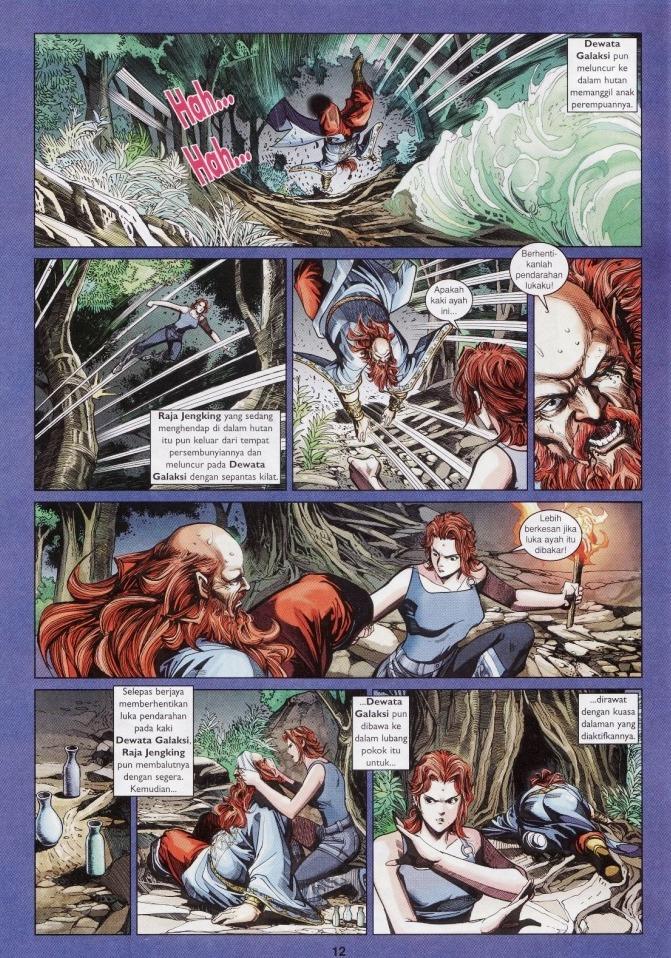 Dewata
Galaksi pun
meluncur ke
dalam hutan
memanggil anak
perempuannya.
Hah...
Hah...
Raja Jengking yang sedang
menghendap di dalam hutan
itu pun keluar dari tempat
persembunyiannya dan
meluncur pada Dewata
Galaksi dengan sepantas kilat.
Apakah
kaki ayah
ini...
Berhenti-
kanlah
pendarahan
lukaku!
Lebih
berkesan jika
luka ayah itu
dibakar!
Selepas berjaya
memberhentikan
luka pendarahan
pada kaki
Dewata Galaksi,
Raja Jengking
pun membalutnya
dengan segera.
Kemudian...
...Dewata
Galaksi pun
dibawa ke
dalam lubang
pokok itu
untuk...
...dirawat
dengan kuasa
dalaman yang
diaktifkannya.
12